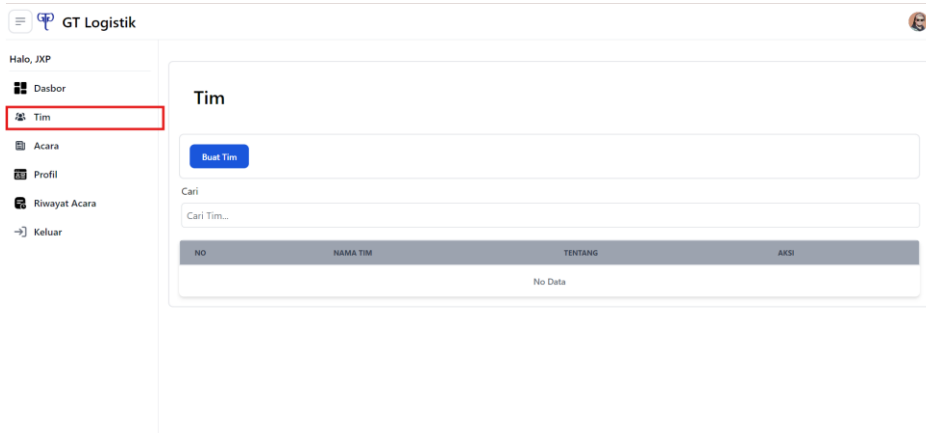 GT Logistik
Halo, JXP
Dasbor
Tim
Acara
Profil
Riwayat Acara
Keluar
Tim
Buat Tim
Cari
Cari Tim...
NO NAMA TIM TENTANG AKSI
No Data